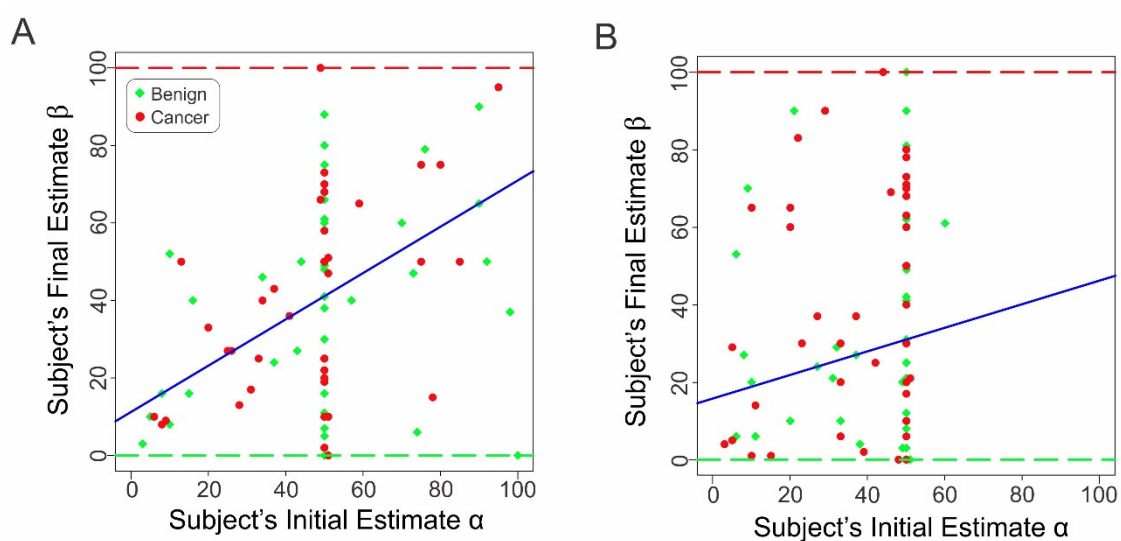 A
Subject's Final Estimate β
100
80
60
40
20
0
Benign
Cancer
0 20 40 60 80 100
Subject's Initial Estimate α
B
Subject's Final Estimate β
100
80
60
40
20
0
0 20 40 60 80 100
Subject's Initial Estimate α